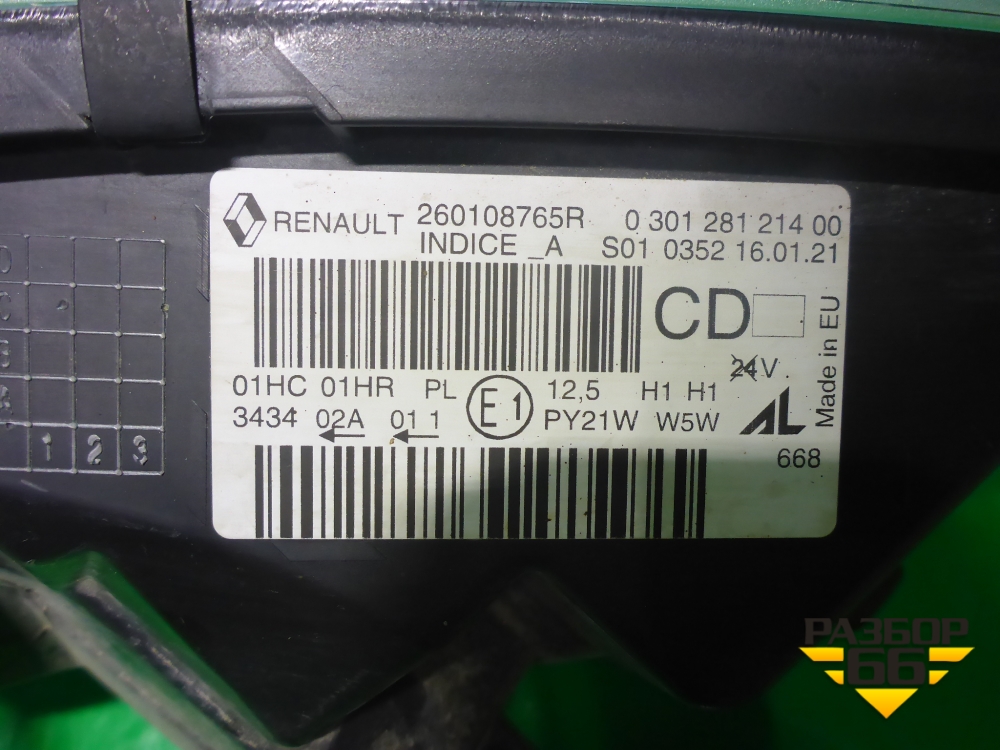 RENAULT 260108765R 0 301 281 214 00
INDICE _A S01 0352 16.01.21
CD
Made in EU
24V
01HC 01HR PL E1 12,5 H1 H1
3434 02A 01 1 PY21W W5W AL
668
1 2 3
РАЗБОР
66